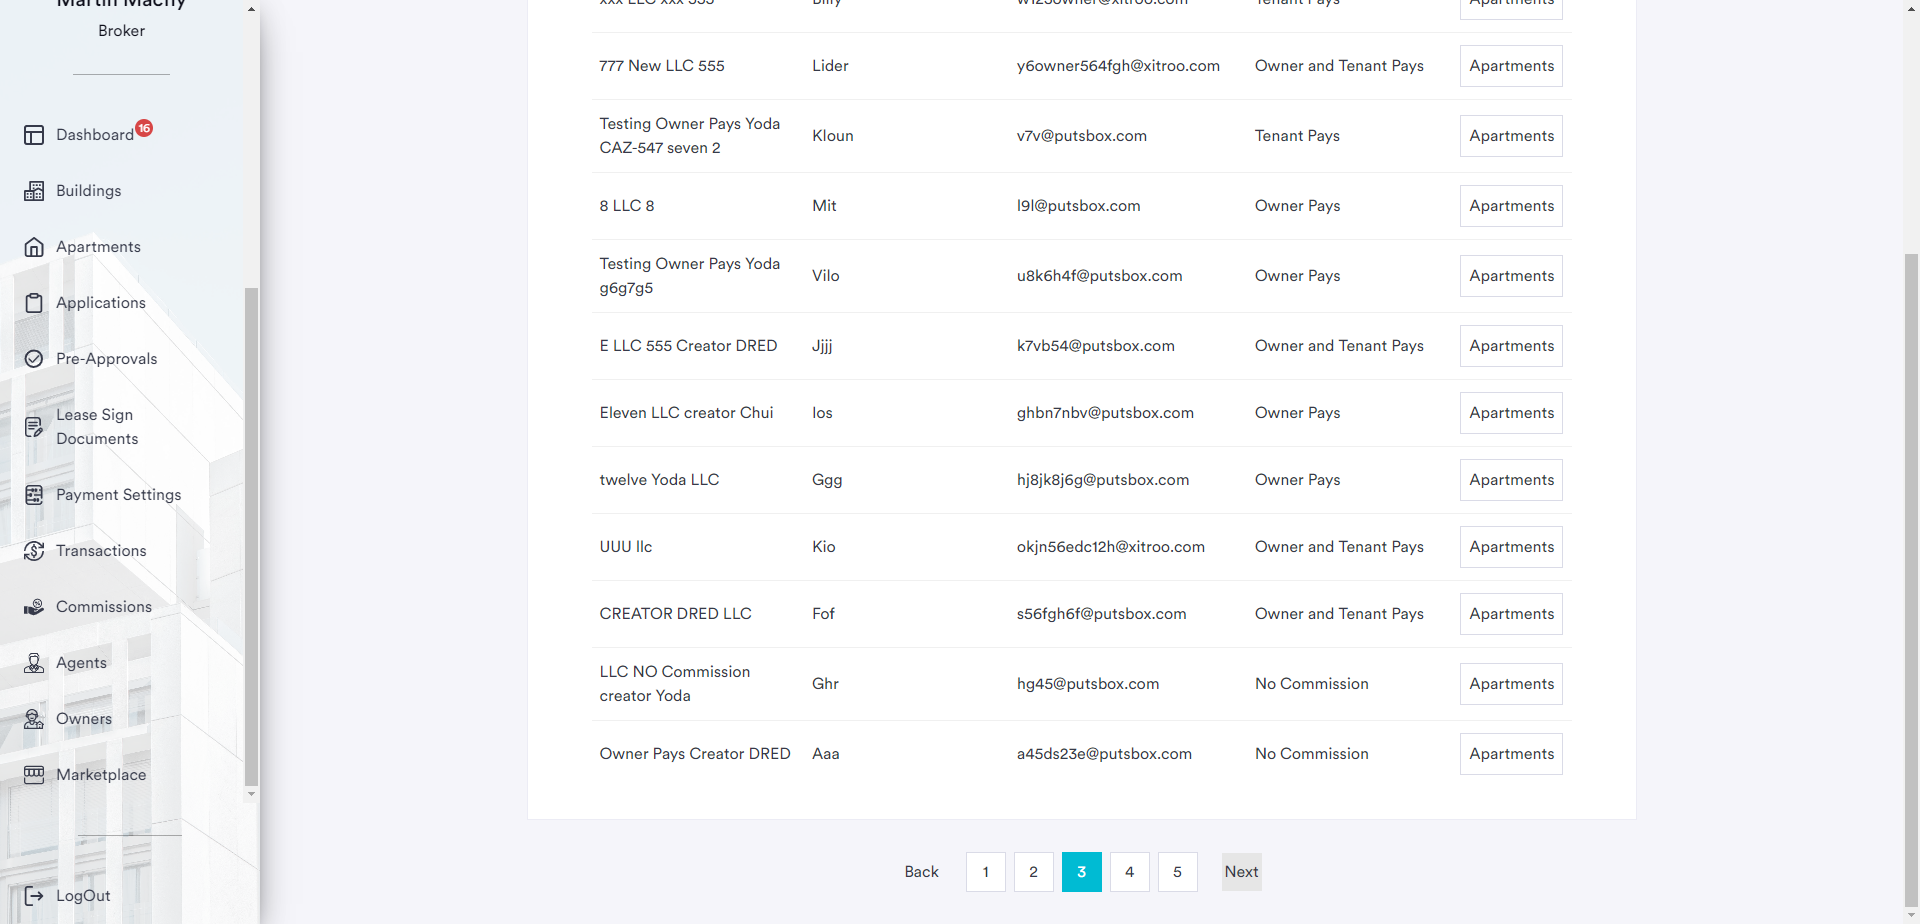 Martin Macny
Broker
Dashboard 16
Buildings
Apartments
Applications
Pre-Approvals
Lease Sign
Documents
Payment Settings
Transactions
Commissions
Agents
Owners
Marketplace
LogOut
xxx LLC xxx 555 Billy w123owner@xitroo.com Tenant Pays Apartments
777 New LLC 555 Lider y6owner564fgh@xitroo.com Owner and Tenant Pays Apartments
Testing Owner Pays Yoda
CAZ-547 seven 2 Kloun v7v@putsbox.com Tenant Pays Apartments
8 LLC 8 Mit l9l@putsbox.com Owner Pays Apartments
Testing Owner Pays Yoda
g6g7g5 Vilo u8k6h4f@putsbox.com Owner Pays Apartments
E LLC 555 Creator DRED Jjjj k7vb54@putsbox.com Owner and Tenant Pays Apartments
Eleven LLC creator Chui Ios ghbn7nbv@putsbox.com Owner Pays Apartments
twelve Yoda LLC Ggg hj8jk8j6g@putsbox.com Owner Pays Apartments
UUU llc Kio okjn56edc12h@xitroo.com Owner and Tenant Pays Apartments
CREATOR DRED LLC Fof s56fgh6f@putsbox.com Owner and Tenant Pays Apartments
LLC NO Commission
creator Yoda Ghr hg45@putsbox.com No Commission Apartments
Owner Pays Creator DRED Aaa a45ds23e@putsbox.com No Commission Apartments
Back 1 2 3 4 5 Next